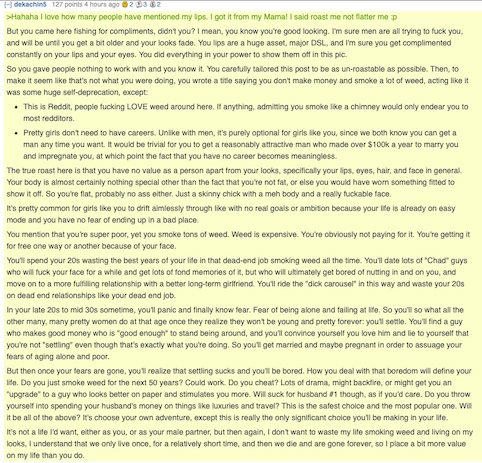 [–] dekachin5 127 points 4 hours ago 2 3 2
>Hahaha I love how many people have mentioned my lips. I got it from my Mama! I said roast me not flatter me :p
But you came here fishing for compliments, didn't you? I mean, you know you're good looking. I'm sure men are all trying to fuck you,
and will be until you get a bit older and your looks fade. You lips are a huge asset, major DSL, and I'm sure you get complimented
constantly on your lips and your eyes. You did everything in your power to show them off in this pic.
So you gave people nothing to work with and you know it. You carefully tailored this post to be as un-roastable as possible. Then, to
make it seem like that's not what you were doing, you wrote a title saying you don't make money and smoke a lot of weed, acting like it
was some huge self-deprecation, except:
• This is Reddit, people fucking LOVE weed around here. If anything, admitting you smoke like a chimney would only endear you to
most redditors.
• Pretty girls don't need to have careers. Unlike with men, it's purely optional for girls like you, since we both know you can get a
man any time you want. It would be trivial for you to get a reasonably attractive man who made over $100k a year to marry you
and impregnate you, at which point the fact that you have no career becomes meaningless.
The true roast here is that you have no value as a person apart from your looks, specifically your lips, eyes, hair, and face in general.
Your body is almost certainly nothing special other than the fact that you're not fat, or else you would have worn something fitted to
show it off. So you're flat, probably no ass either. Just a skinny chick with a meh body and a really fuckable face.
It's pretty common for girls like you to drift aimlessly through like with no real goals or ambition because your life is already on easy
mode and you have no fear of ending up in a bad place.
You mention that you're super poor, yet you smoke tons of weed. Weed is expensive. You're obviously not paying for it. You're getting it
for free one way or another because of your face.
You'll spend your 20s wasting the best years of your life in that dead-end job smoking weed all the time. You'll date lots of "Chad" guys
who will fuck your face for a while and get lots of fond memories of it, but who will ultimately get bored of nutting in and on you, and
move on to a more fulfilling relationship with a better long-term girlfriend. You'll ride the "dick carousel" in this way and waste your 20s
on dead end relationships like your dead end job.
In your late 20s to mid 30s sometime, you'll panic and finally know fear. Fear of being alone and failing at life. So you'll so what all the
other many, many pretty women do at that age once they realize they won't be young and pretty forever: you'll settle. You'll find a guy
who makes good money who is "good enough" to stand being around, and you'll convince yourself you love him and lie to yourself that
you're not "settling" even though that's exactly what you're doing. So you'll get married and maybe pregnant in order to assuage your
fears of aging alone and poor.
But then once your fears are gone, you'll realize that settling sucks and you'll be bored. How you deal with that boredom will define your
life. Do you just smoke weed for the next 50 years? Could work. Do you cheat? Lots of drama, might backfire, or might get you an
"upgrade" to a guy who looks better on paper and stimulates you more. Will suck for husband #1 though, as if you'd care. Do you throw
yourself into spending your husband's money on things like luxuries and travel? This is the safest choice and the most popular one. Will
it be all of the above? It's choose your own adventure, except this is really the only significant choice you'll be making in your life.
It's not a life I'd want, either as you, or as your male partner, but then again, I don't want to waste my life smoking weed and living on my
looks, I understand that we only live once, for a relatively short time, and then we die and are gone forever, so I place a bit more value
on my life than you do.